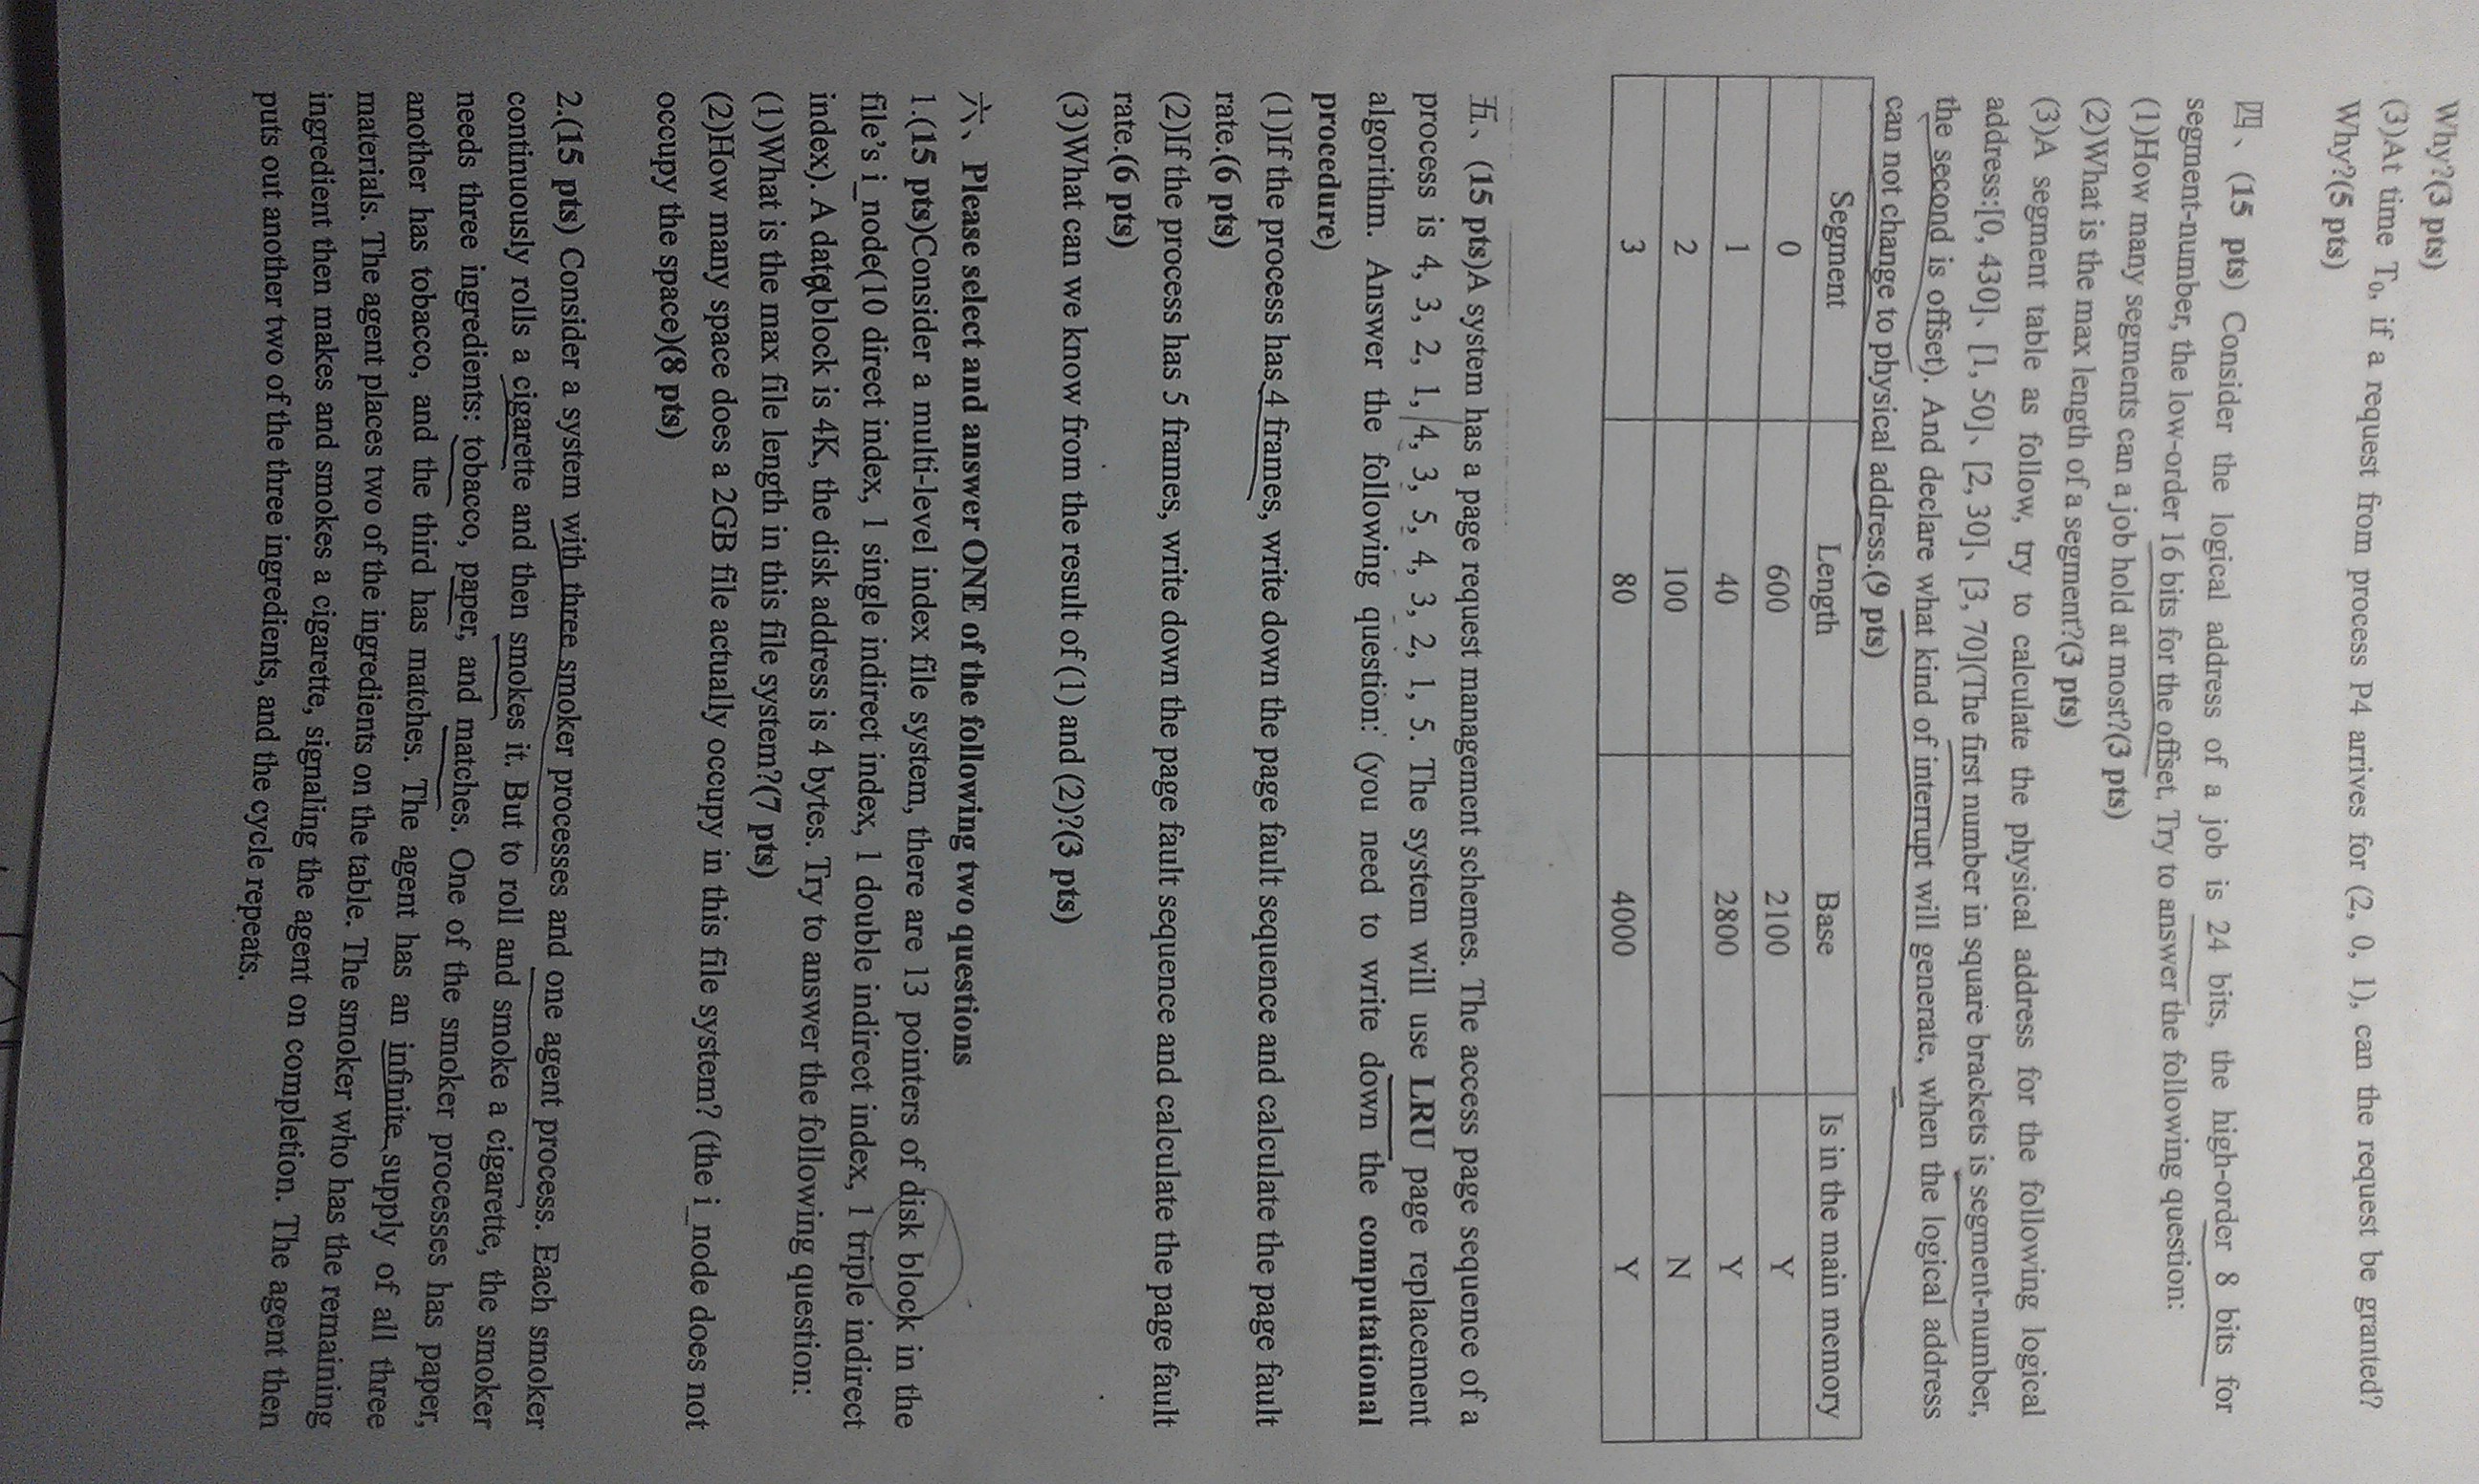 Why?(3 pts)
(3)At time T0, if a request from process P4 arrives for (2, 0, 1), can the request be granted?
Why?(5 pts)
四、(15 pts) Consider the logical address of a job is 24 bits, the high-order 8 bits for
segment-number, the low-order 16 bits for the offset. Try to answer the following question:
(1)How many segments can a job hold at most?(3 pts)
(2)What is the max length of a segment?(3 pts)
(3)A segment table as follow, try to calculate the physical address for the following logical
address:[0, 430]、[1, 50]、[2, 30]、[3, 70](The first number in square brackets is segment-number,
the second is offset). And declare what kind of interrupt will generate, when the logical address
can not change to physical address.(9 pts)
Segment Length Base Is in the main memory
0 600 2100 Y
1 40 2800 Y
2 100 N
3 80 4000 Y
五、(15 pts)A system has a page request management schemes. The access page sequence of a
process is 4, 3, 2, 1, 4, 3, 5, 4, 3, 2, 1, 5. The system will use LRU page replacement
algorithm. Answer the following question: (you need to write down the computational
procedure)
(1)If the process has 4 frames, write down the page fault sequence and calculate the page fault
rate.(6 pts)
(2)If the process has 5 frames, write down the page fault sequence and calculate the page fault
rate.(6 pts)
(3)What can we know from the result of (1) and (2)?(3 pts)
六、Please select and answer ONE of the following two questions
1.(15 pts)Consider a multi-level index file system, there are 13 pointers of disk block in the
file's i_node(10 direct index, 1 single indirect index, 1 double indirect index, 1 triple indirect
index). A data block is 4K, the disk address is 4 bytes. Try to answer the following question:
(1)What is the max file length in this file system?(7 pts)
(2)How many space does a 2GB file actually occupy in this file system? (the i_node does not
occupy the space)(8 pts)
2.(15 pts) Consider a system with three smoker processes and one agent process. Each smoker
continuously rolls a cigarette and then smokes it. But to roll and smoke a cigarette, the smoker
needs three ingredients: tobacco, paper, and matches. One of the smoker processes has paper,
another has tobacco, and the third has matches. The agent has an infinite supply of all three
materials. The agent places two of the ingredients on the table. The smoker who has the remaining
ingredient then makes and smokes a cigarette, signaling the agent on completion. The agent then
puts out another two of the three ingredients, and the cycle repeats.